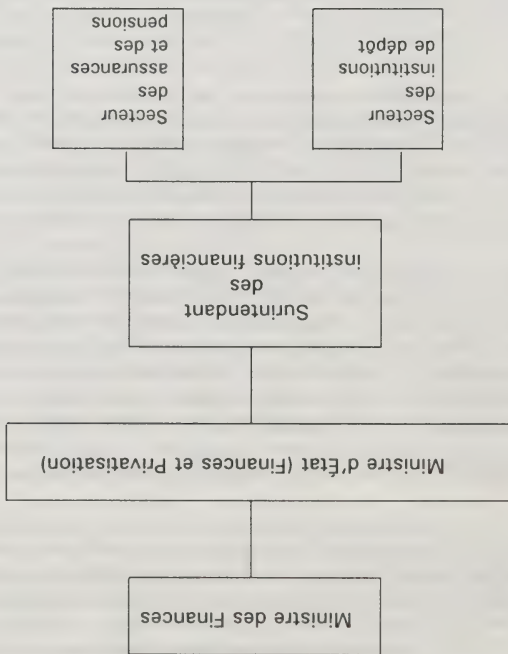 Ministre des Finances
Ministre d'État (Finances et Privatisation)
Surintendant
des
institutions financières
Secteur
des
institutions
de dépôt
Secteur
des
assurances
et des
pensions